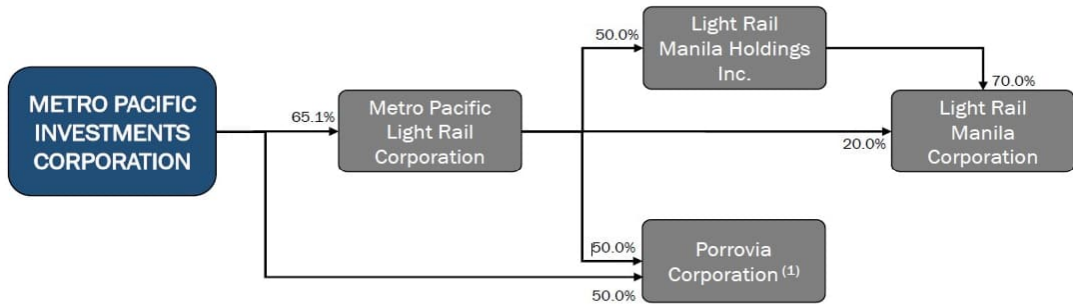 METRO PACIFIC
INVESTMENTS
CORPORATION
65.1%
Metro Pacific
Light Rail
Corporation
50.0%
Light Rail
Manila Holdings
Inc.
70.0%
20.0%
Light Rail
Manila
Corporation
50.0%
50.0%
Porrovia
Corporation (1)